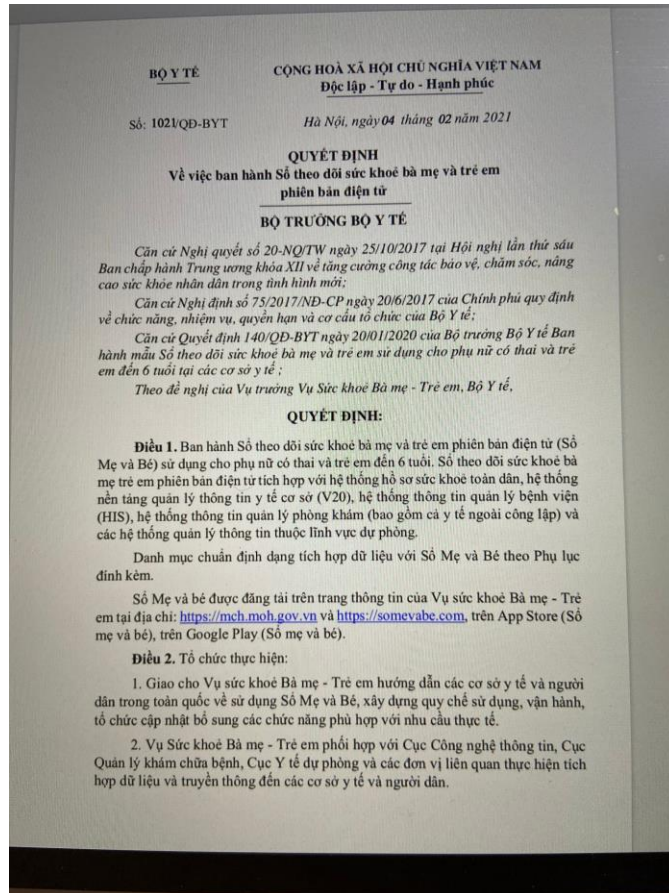 BỘ Y TẾ
CỘNG HOÀ XÃ HỘI CHỦ NGHĨA VIỆT NAM
Độc lập - Tự do - Hạnh phúc
Số: 1021/QĐ-BYT
Hà Nội, ngày 04 tháng 02 năm 2021
QUYẾT ĐỊNH
Về việc ban hành Sổ theo dõi sức khoẻ bà mẹ và trẻ em
phiên bản điện tử
BỘ TRƯỞNG BỘ Y TẾ
Căn cứ Nghị quyết số 20-NQ/TW ngày 25/10/2017 tại Hội nghị lần thứ sáu
Ban chấp hành Trung ương khóa XII về tăng cường công tác bảo vệ, chăm sóc, nâng
cao sức khỏe nhân dân trong tình hình mới;
Căn cứ Nghị định số 75/2017/NĐ-CP ngày 20/6/2017 của Chính phủ quy định
về chức năng, nhiệm vụ, quyền hạn và cơ cấu tổ chức của Bộ Y tế;
Căn cứ Quyết định 140/QĐ-BYT ngày 20/01/2020 của Bộ trưởng Bộ Y tế Ban
hành mẫu Sổ theo dõi sức khoẻ bà mẹ và trẻ em sử dụng cho phụ nữ có thai và trẻ
em đến 6 tuổi tại các cơ sở y tế ;
Theo đề nghị của Vụ trưởng Vụ Sức khoẻ Bà mẹ - Trẻ em, Bộ Y tế,
QUYẾT ĐỊNH:
Điều 1. Ban hành Sổ theo dõi sức khoẻ bà mẹ và trẻ em phiên bản điện tử (Sổ
Mẹ và Bé) sử dụng cho phụ nữ có thai và trẻ em đến 6 tuổi. Sổ theo dõi sức khoẻ bà
mẹ trẻ em phiên bản điện tử tích hợp với hệ thống hồ sơ sức khoẻ toàn dân, hệ thống
nền tảng quản lý thông tin y tế cơ sở (V20), hệ thống thông tin quản lý bệnh viện
(HIS), hệ thống thông tin quản lý phòng khám (bao gồm cả y tế ngoài công lập) và
các hệ thống quản lý thông tin thuộc lĩnh vực dự phòng.
Danh mục chuẩn định dạng tích hợp dữ liệu với Sổ Mẹ và Bé theo Phụ lục
đính kèm.
Sổ Mẹ và bé được đăng tải trên trang thông tin của Vụ sức khoẻ Bà mẹ - Trẻ
em tại địa chỉ: https://mch.moh.gov.vn và https://somevabe.com, trên App Store (Sổ
mẹ và bé), trên Google Play (Sổ mẹ và bé).
Điều 2. Tổ chức thực hiện:
1. Giao cho Vụ sức khoẻ Bà mẹ - Trẻ em hướng dẫn các cơ sở y tế và người
dân trong toàn quốc về sử dụng Sổ Mẹ và Bé, xây dựng quy chế sử dụng, vận hành,
tổ chức cập nhật bổ sung các chức năng phù hợp với nhu cầu thực tế.
2. Vụ Sức khoẻ Bà mẹ - Trẻ em phối hợp với Cục Công nghệ thông tin, Cục
Quản lý khám chữa bệnh, Cục Y tế dự phòng và các đơn vị liên quan thực hiện tích
hợp dữ liệu và truyền thông đến các cơ sở y tế và người dân.